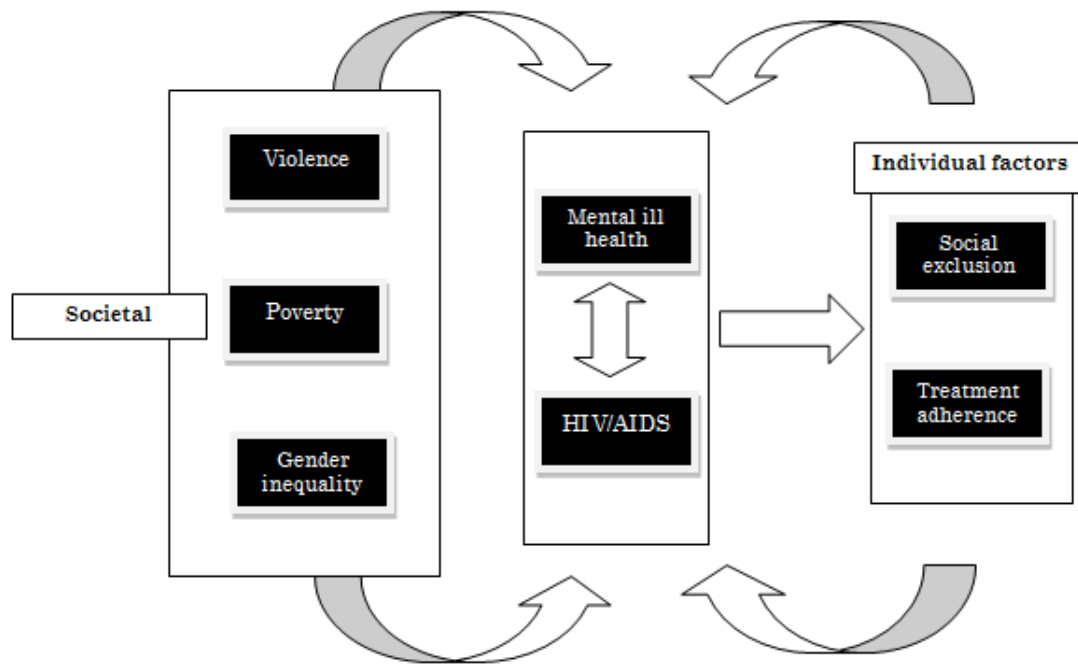 Societal
Violence
Poverty
Gender
inequality
Mental ill
health
HIV/AIDS
Individual factors
Social
exclusion
Treatment
adherence